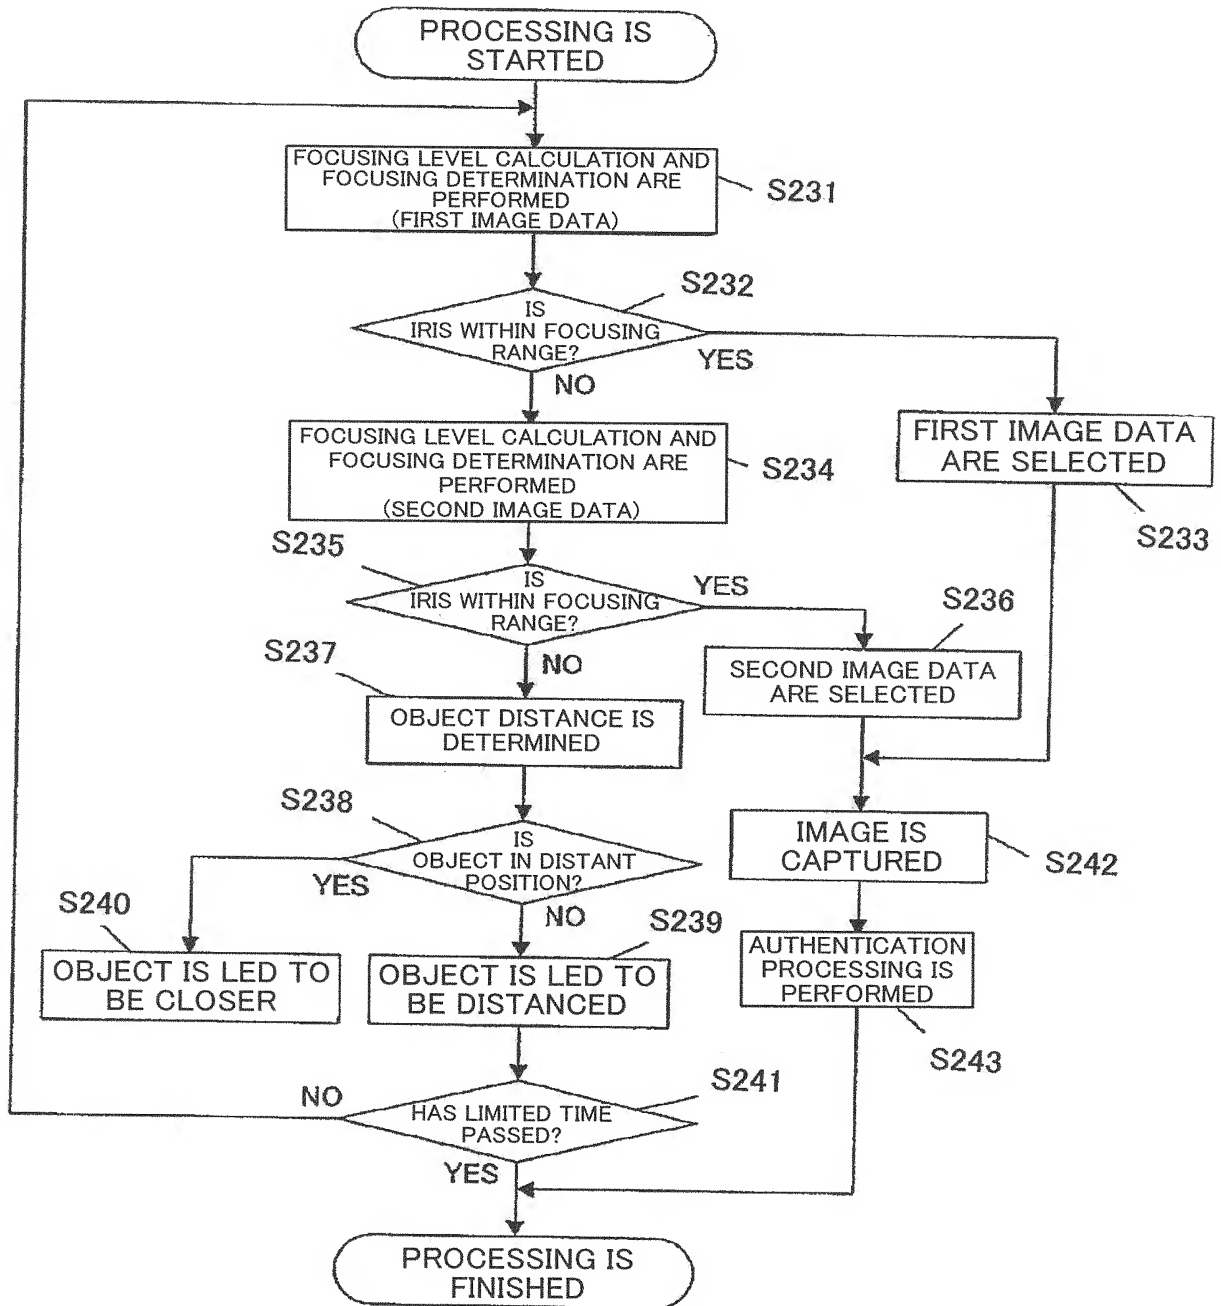 PROCESSING IS
STARTED
FOCUSING LEVEL CALCULATION AND
FOCUSING DETERMINATION ARE
PERFORMED
(FIRST IMAGE DATA)
S231
S232
IS
IRIS WITHIN FOCUSING
RANGE?
YES
NO
FIRST IMAGE DATA
ARE SELECTED
S233
FOCUSING LEVEL CALCULATION AND
FOCUSING DETERMINATION ARE
PERFORMED
(SECOND IMAGE DATA)
S234
S235
IS
IRIS WITHIN FOCUSING
RANGE?
YES
NO
S236
SECOND IMAGE DATA
ARE SELECTED
S237
OBJECT DISTANCE IS
DETERMINED
S238
IS
OBJECT IN DISTANT
POSITION?
YES
NO
IMAGE IS
CAPTURED
S242
S240
OBJECT IS LED TO
BE CLOSER
S239
OBJECT IS LED TO
BE DISTANCED
AUTHENTICATION
PROCESSING IS
PERFORMED
S243
S241
NO
HAS LIMITED TIME
PASSED?
YES
PROCESSING IS
FINISHED